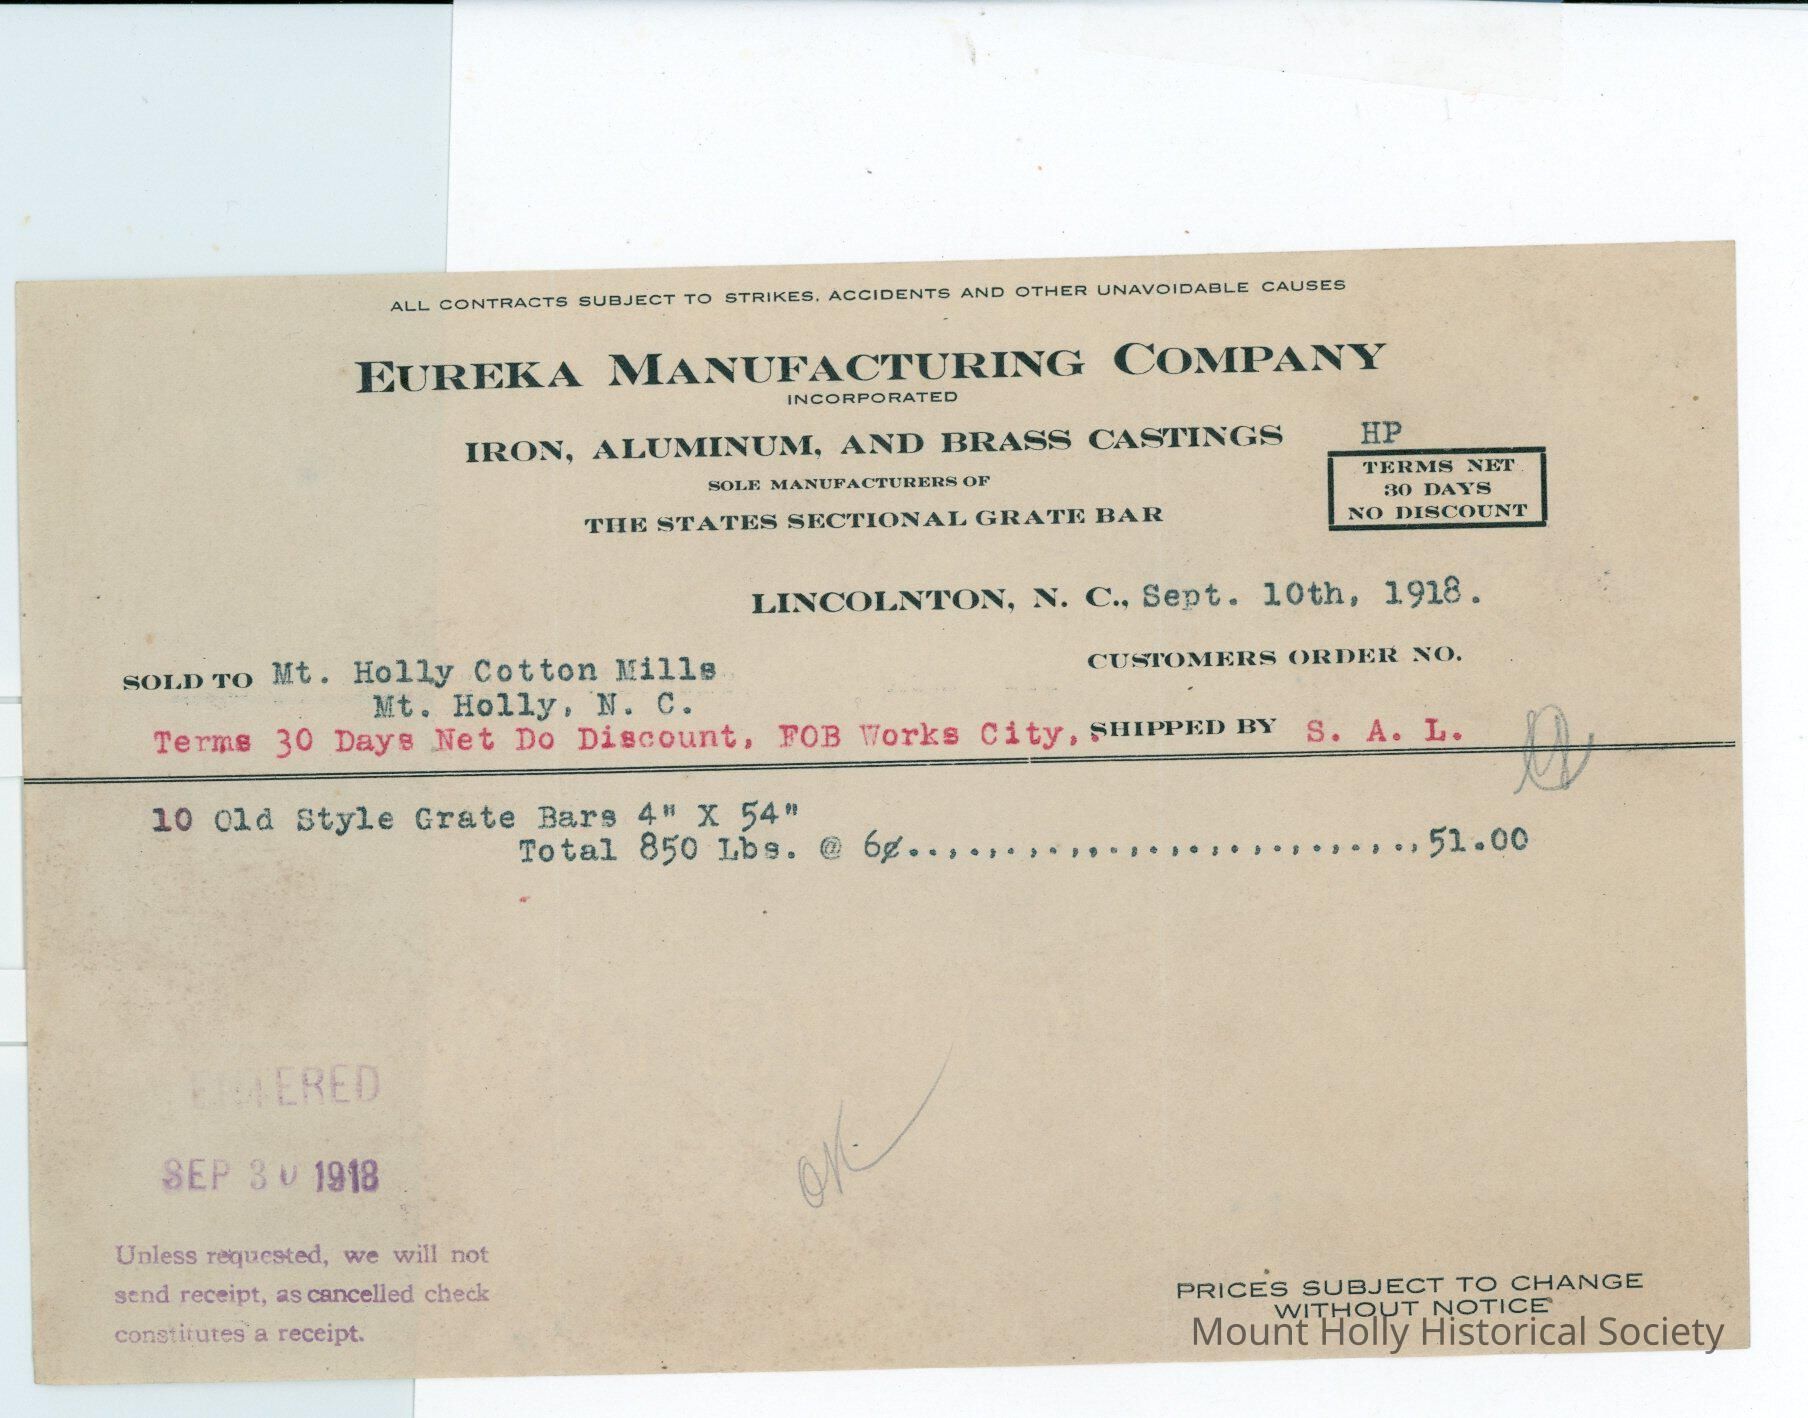 ALL CONTRACTS SUBJECT TO STRIKES, ACCIDENTS AND OTHER UNAVOIDABLE CAUSES
EUREKA MANUFACTURING COMPANY
INCORPORATED
IRON, ALUMINUM, AND BRASS CASTINGS
HP
SOLE MANUFACTURERS OF
THE STATES SECTIONAL GRATE BAR
TERMS NET
30 DAYS
NO DISCOUNT
LINCOLNTON, N. C., Sept. 10th, 1918.
SOLD TO Mt. Holly Cotton Mills
Mt. Holly, N. C.
CUSTOMERS ORDER NO.
Terms 30 Days Net Do Discount, FOB Works City,
SHIPPED BY S. A. L.
10 Old Style Grate Bars 4" X 54"
Total 850 Lbs. @ 6¢..,.,.,.,.,.,.,.,.,.,.,.,.,.,51.00
ENTERED
SEP 30 1918
OK
Unless requested, we will not
send receipt, as cancelled check
constitutes a receipt.
PRICES SUBJECT TO CHANGE
WITHOUT NOTICE
Mount Holly Historical Society